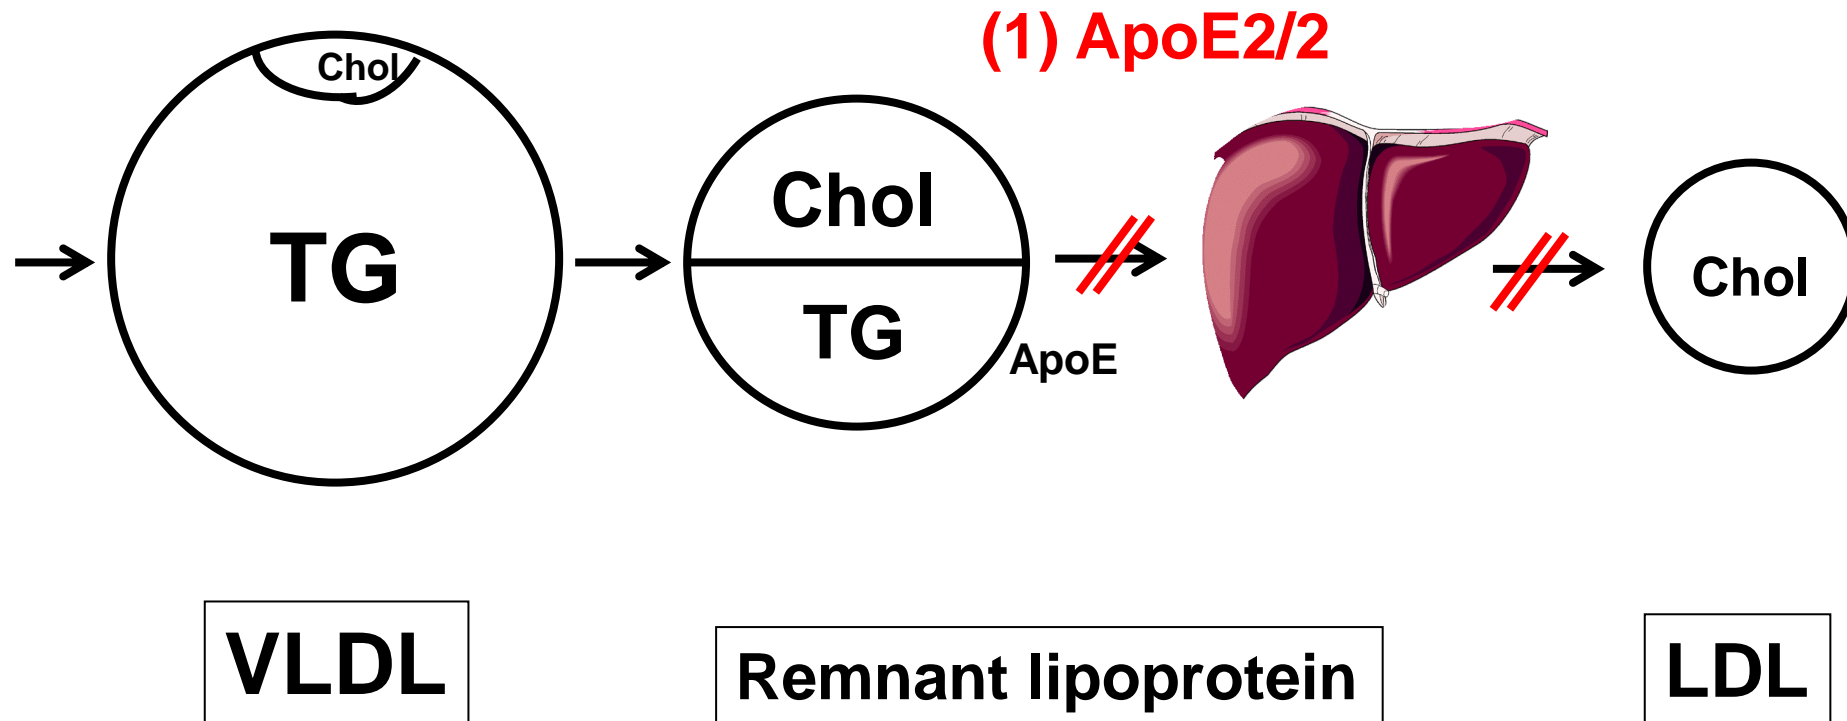 (1) ApoE2/2
Chol
TG
Chol
TG
ApoE
Chol
VLDL
Remnant lipoprotein
LDL